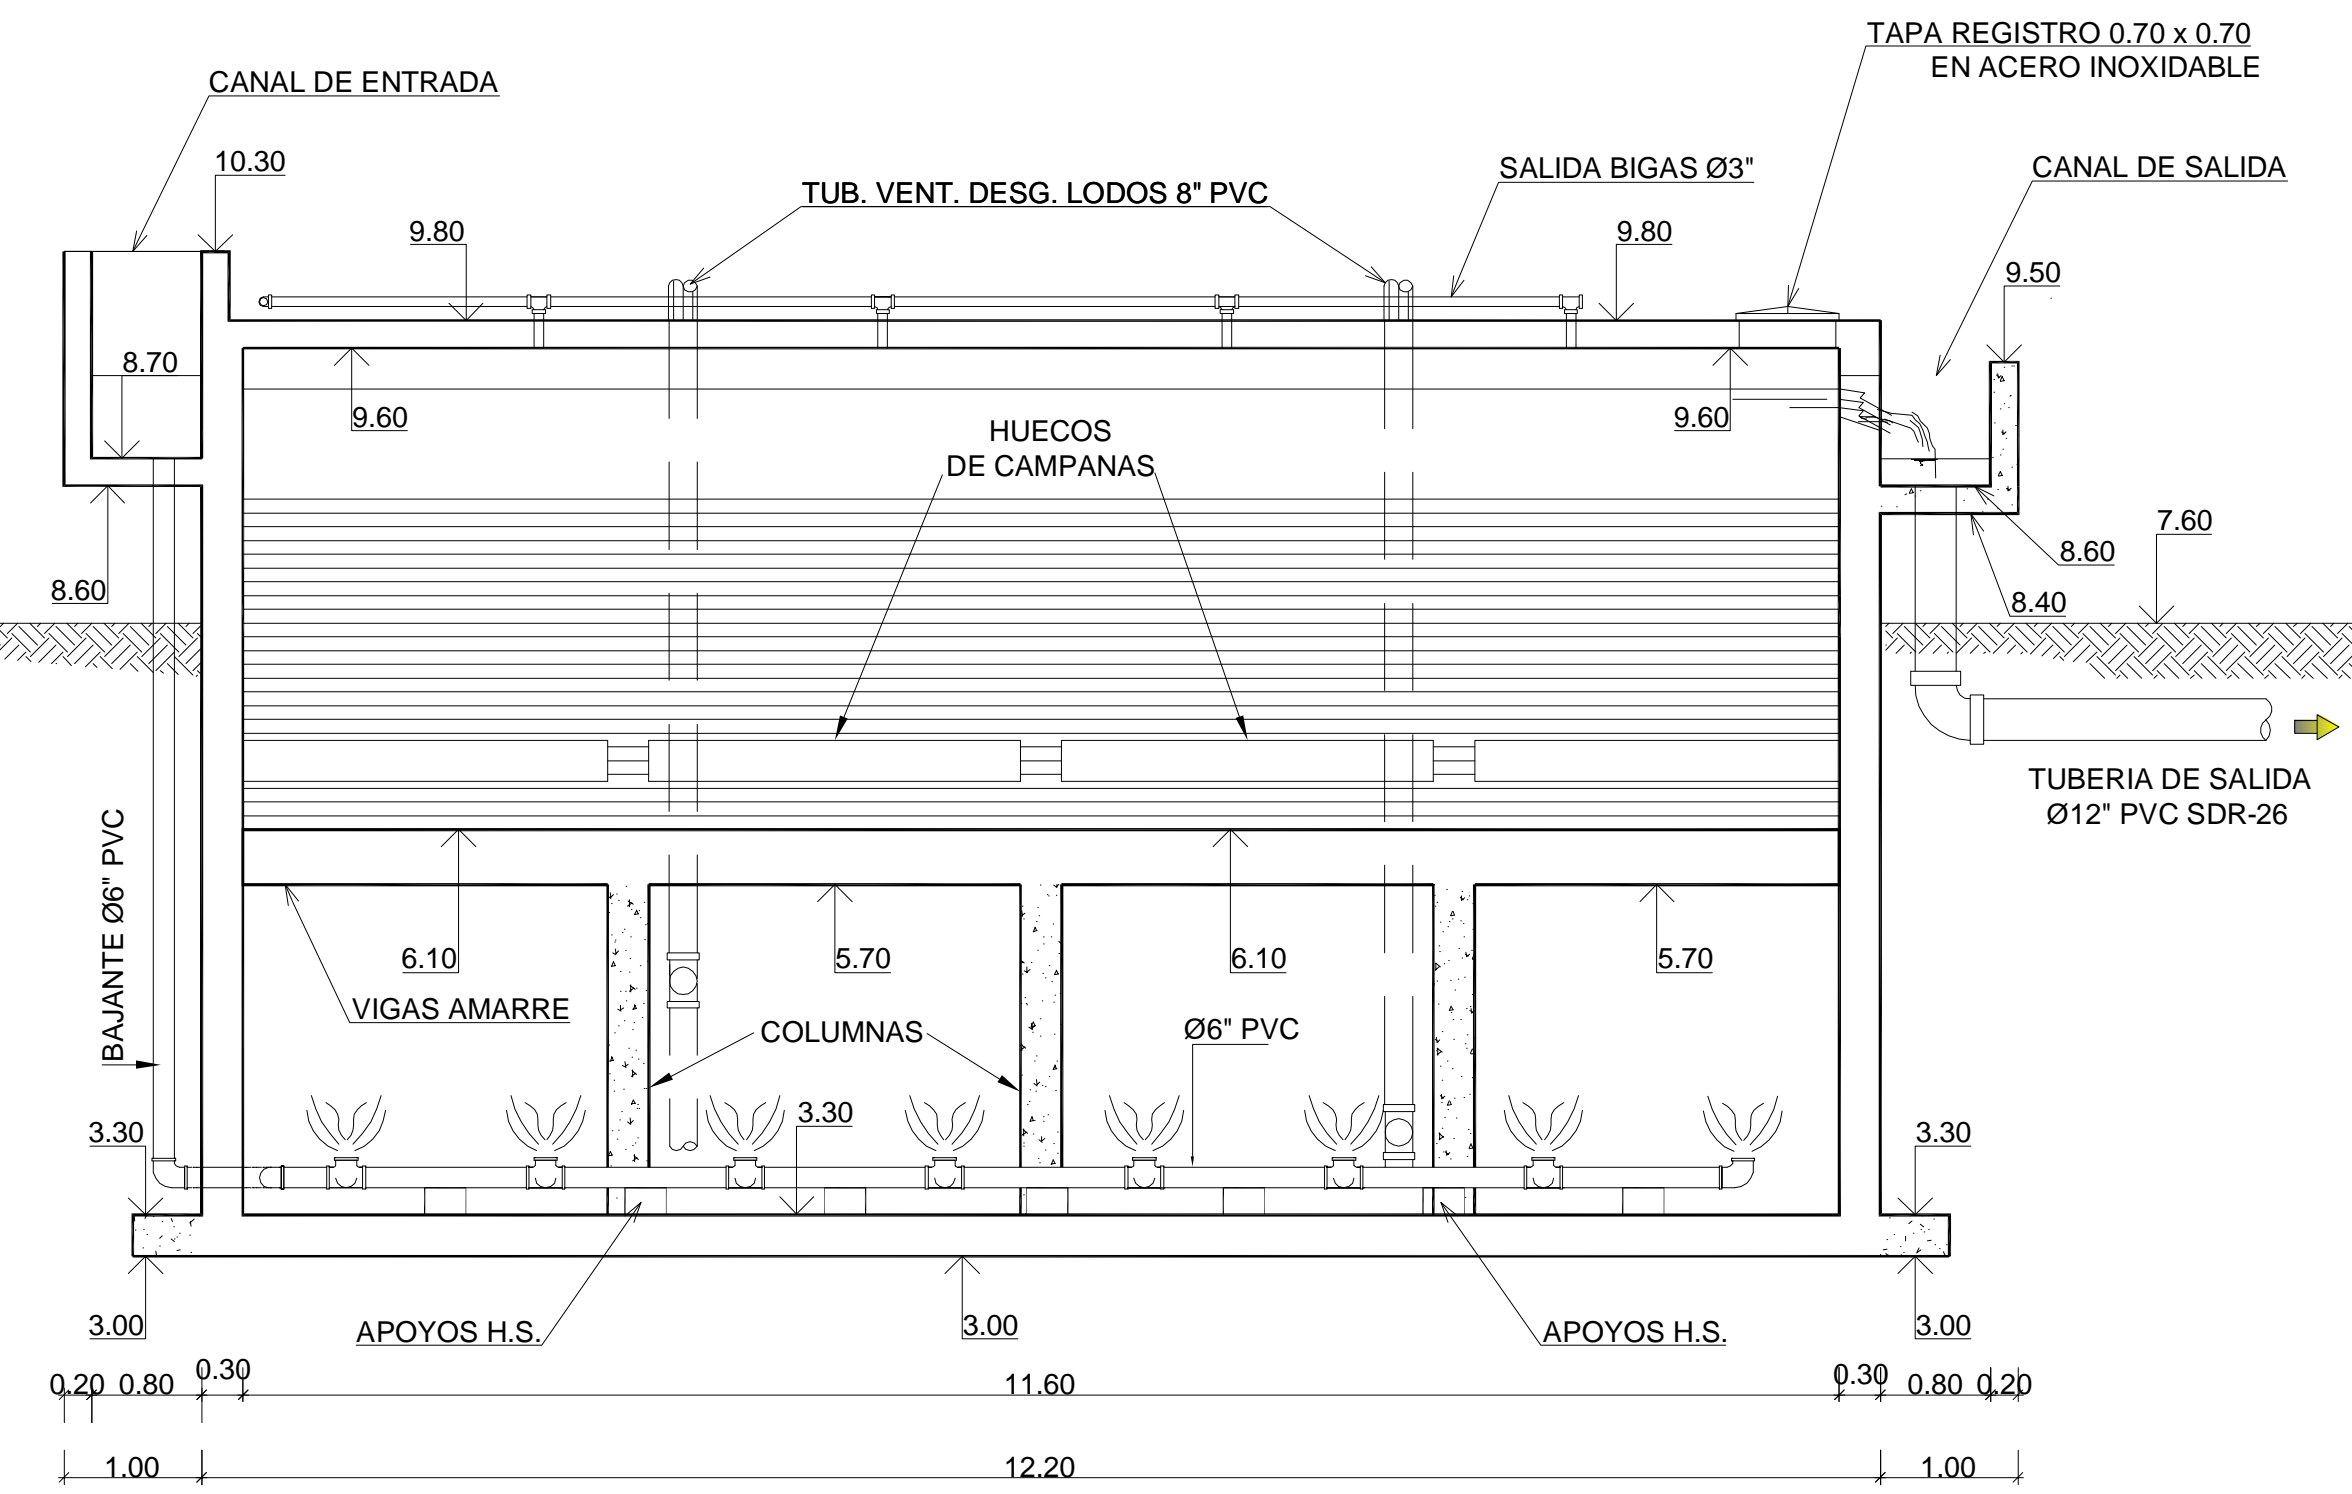 TAPA REGISTRO 0.70 x 0.70
EN ACERO INOXIDABLE
CANAL DE ENTRADA
10.30
SALIDA BIGAS Ø3"
CANAL DE SALIDA
TUB. VENT. DESG. LODOS 8" PVC
9.80
9.80
9.50
8.70
9.60
9.60
HUECOS
DE CAMPANAS
7.60
8.60
8.60
8.40
TUBERIA DE SALIDA
Ø12" PVC SDR-26
BAJANTE Ø6" PVC
6.10
5.70
6.10
5.70
VIGAS AMARRE
COLUMNAS
Ø6" PVC
3.30
3.30
3.30
3.00
3.00
3.00
APOYOS H.S.
APOYOS H.S.
0.20
0.80
0.30
11.60
0.30
0.80
0.20
1.00
12.20
1.00